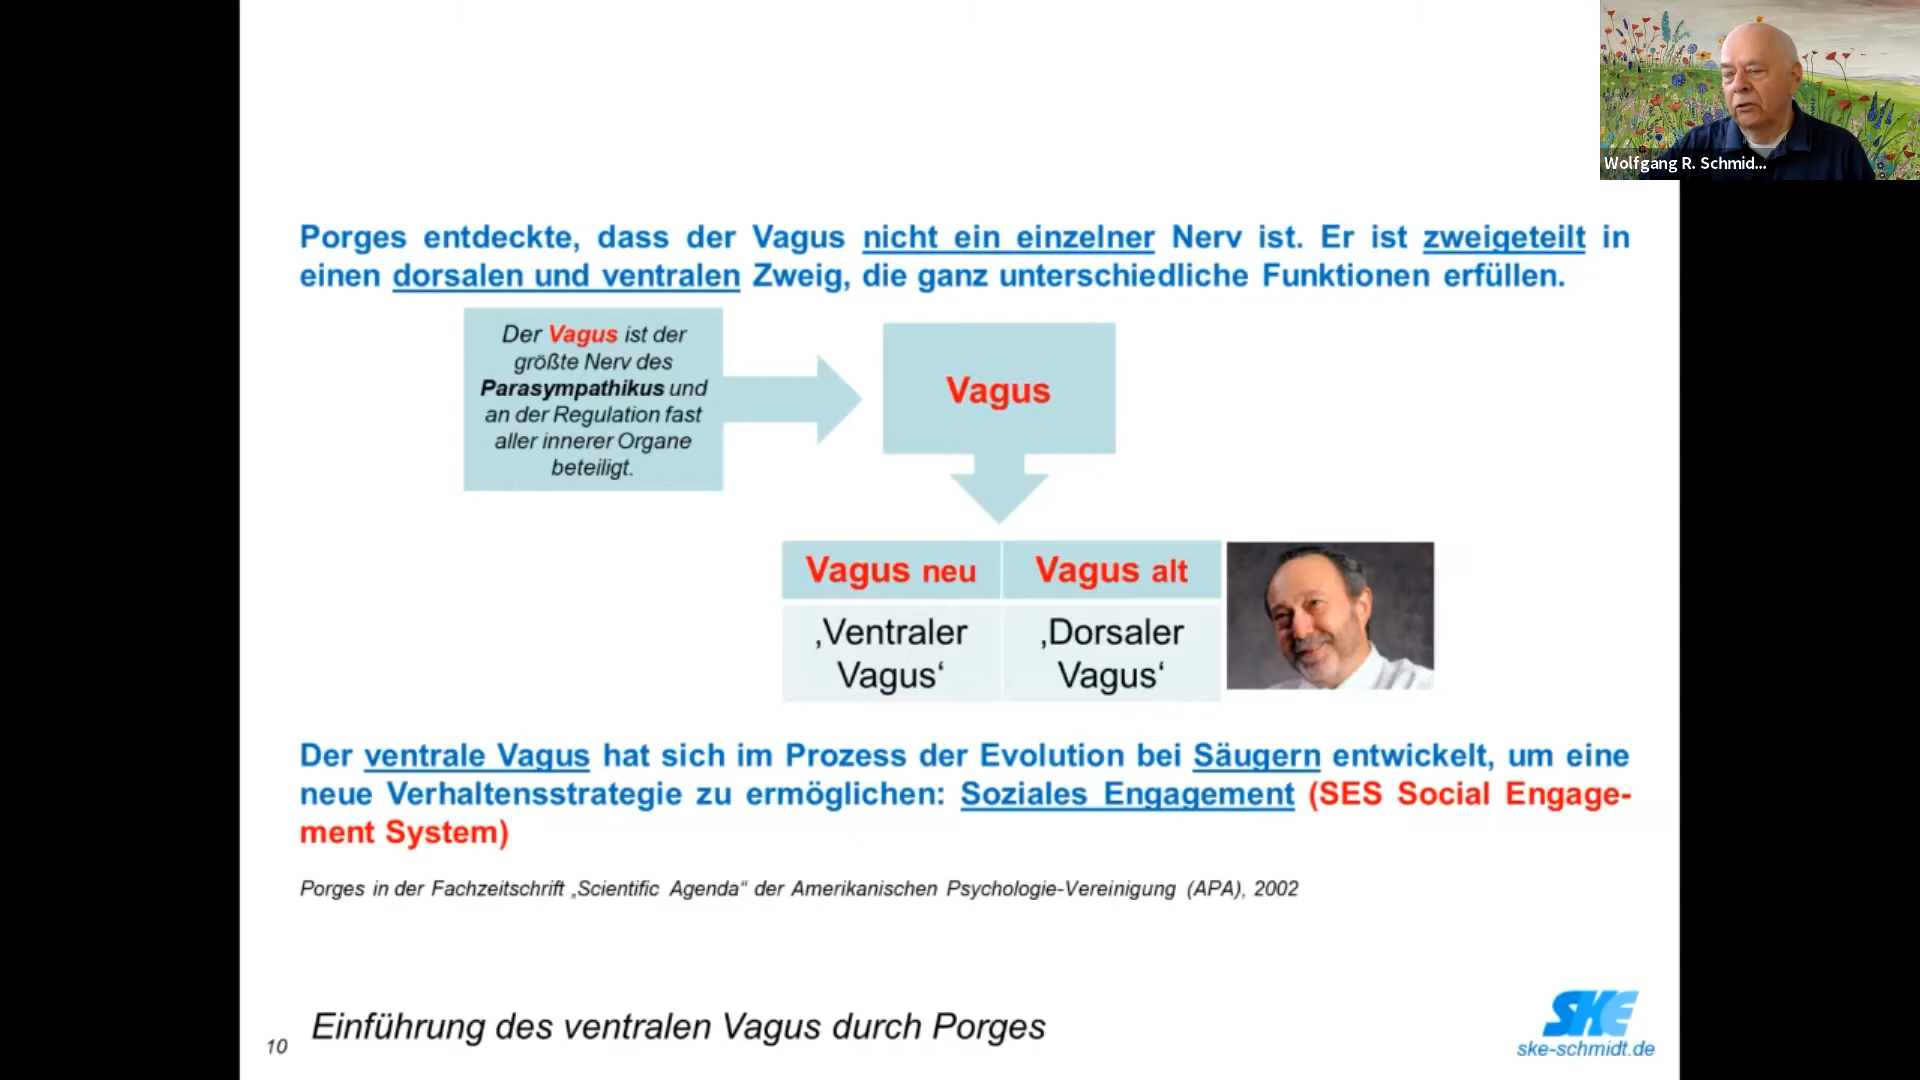 Wolfgang R. Schmid...
Porges entdeckte, dass der Vagus nicht ein einzelner Nerv ist. Er ist zweigeteilt in
einen dorsalen und ventralen Zweig, die ganz unterschiedliche Funktionen erfüllen.
Der Vagus ist der
größte Nerv des
Parasympathikus und
an der Regulation fast
aller innerer Organe
beteiligt.
Vagus
Vagus neu
Vagus alt
‚Ventraler
Vagus‘
‚Dorsaler
Vagus‘
Der ventrale Vagus hat sich im Prozess der Evolution bei Säugern entwickelt, um eine
neue Verhaltensstrategie zu ermöglichen: Soziales Engagement (SES Social Engage-
ment System)
Porges in der Fachzeitschrift „Scientific Agenda“ der Amerikanischen Psychologie-Vereinigung (APA), 2002
10
Einführung des ventralen Vagus durch Porges
SKE
ske-schmidt.de